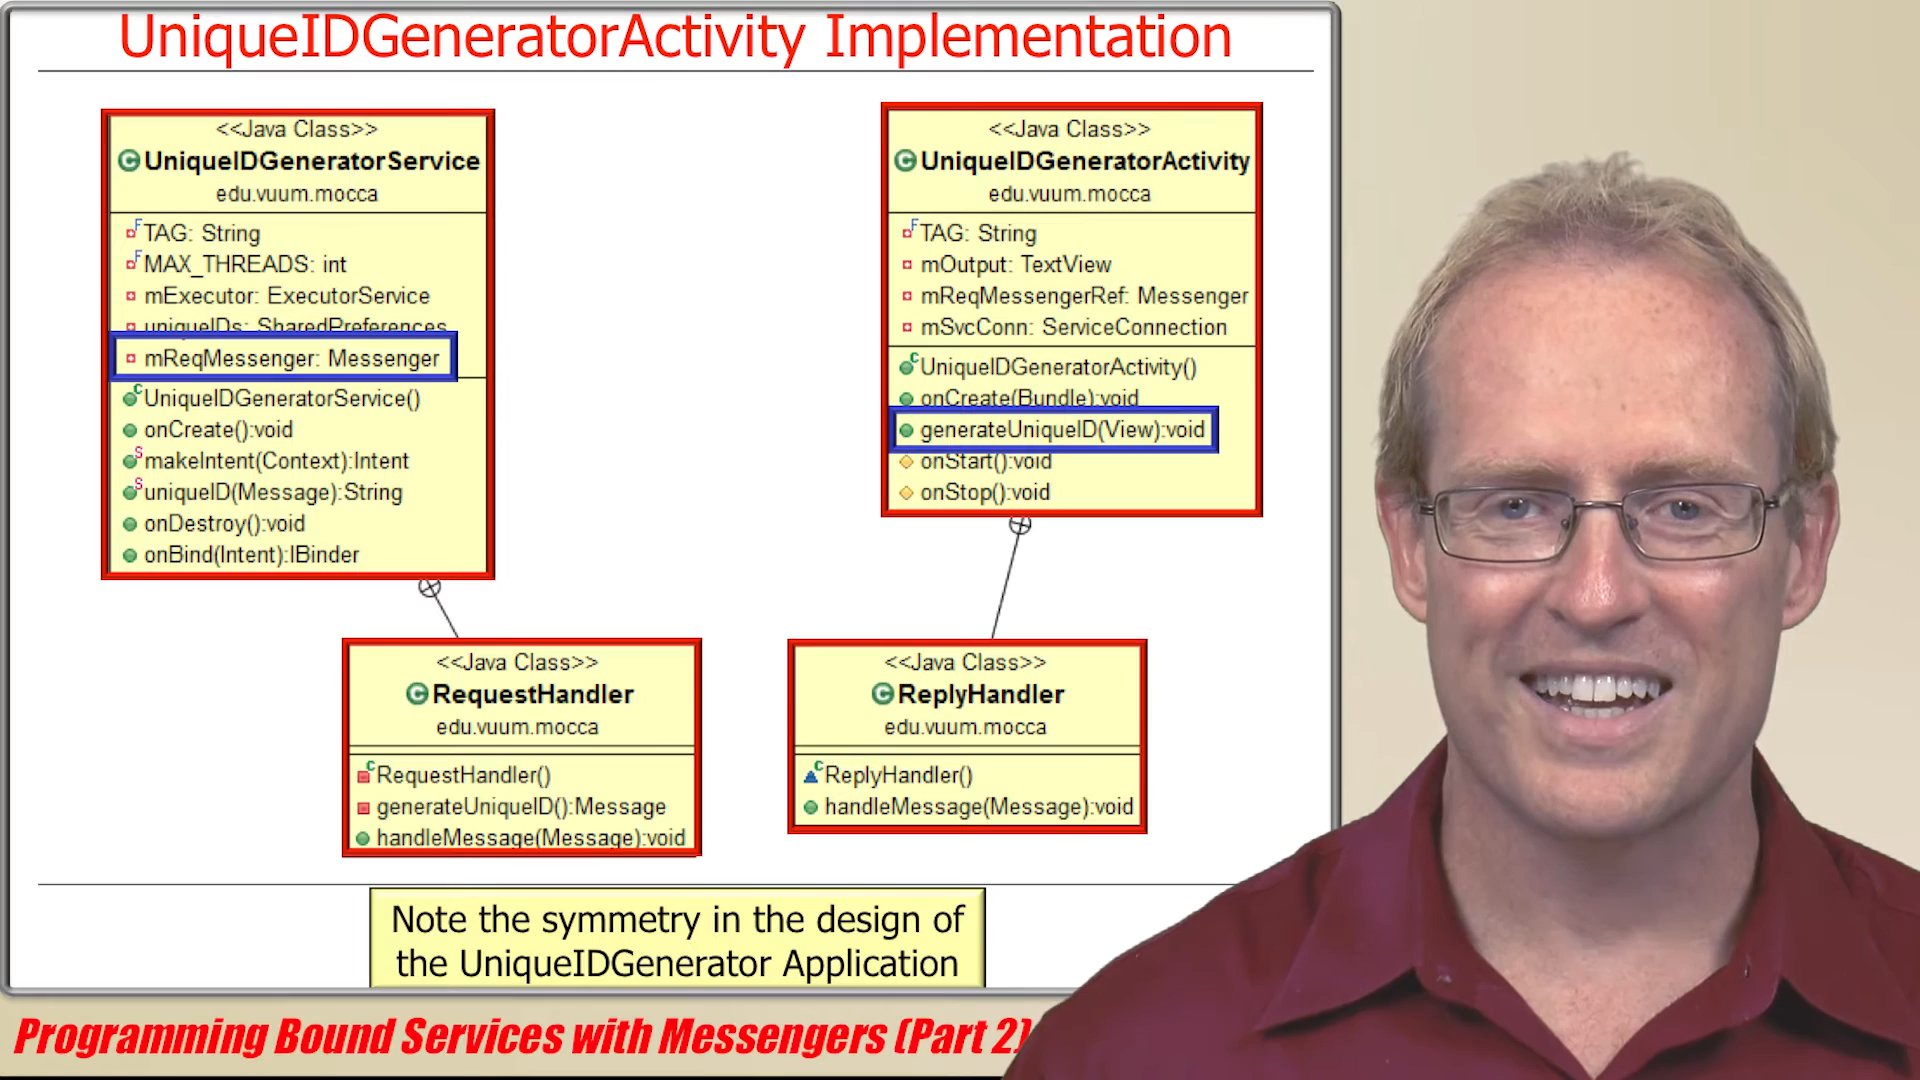 UniqueIDGeneratorActivity Implementation
<<Java Class>>
UniqueIDGeneratorService
edu.vuum.mocca
TAG: String
MAX_THREADS: int
mExecutor: ExecutorService
uniqueIDs: SharedPreferences
mReqMessenger: Messenger
UniqueIDGeneratorService()
onCreate():void
makeIntent(Context):Intent
uniqueID(Message):String
onDestroy():void
onBind(Intent):IBinder
<<Java Class>>
UniqueIDGeneratorActivity
edu.vuum.mocca
TAG: String
mOutput: TextView
mReqMessengerRef: Messenger
mSvcConn: ServiceConnection
UniqueIDGeneratorActivity()
onCreate(Bundle):void
generateUniqueID(View):void
onStart():void
onStop():void
<<Java Class>>
RequestHandler
edu.vuum.mocca
RequestHandler()
generateUniqueID():Message
handleMessage(Message):void
<<Java Class>>
ReplyHandler
edu.vuum.mocca
ReplyHandler()
handleMessage(Message):void
Note the symmetry in the design of
the UniqueIDGenerator Application
Programming Bound Services with Messengers (Part 2)